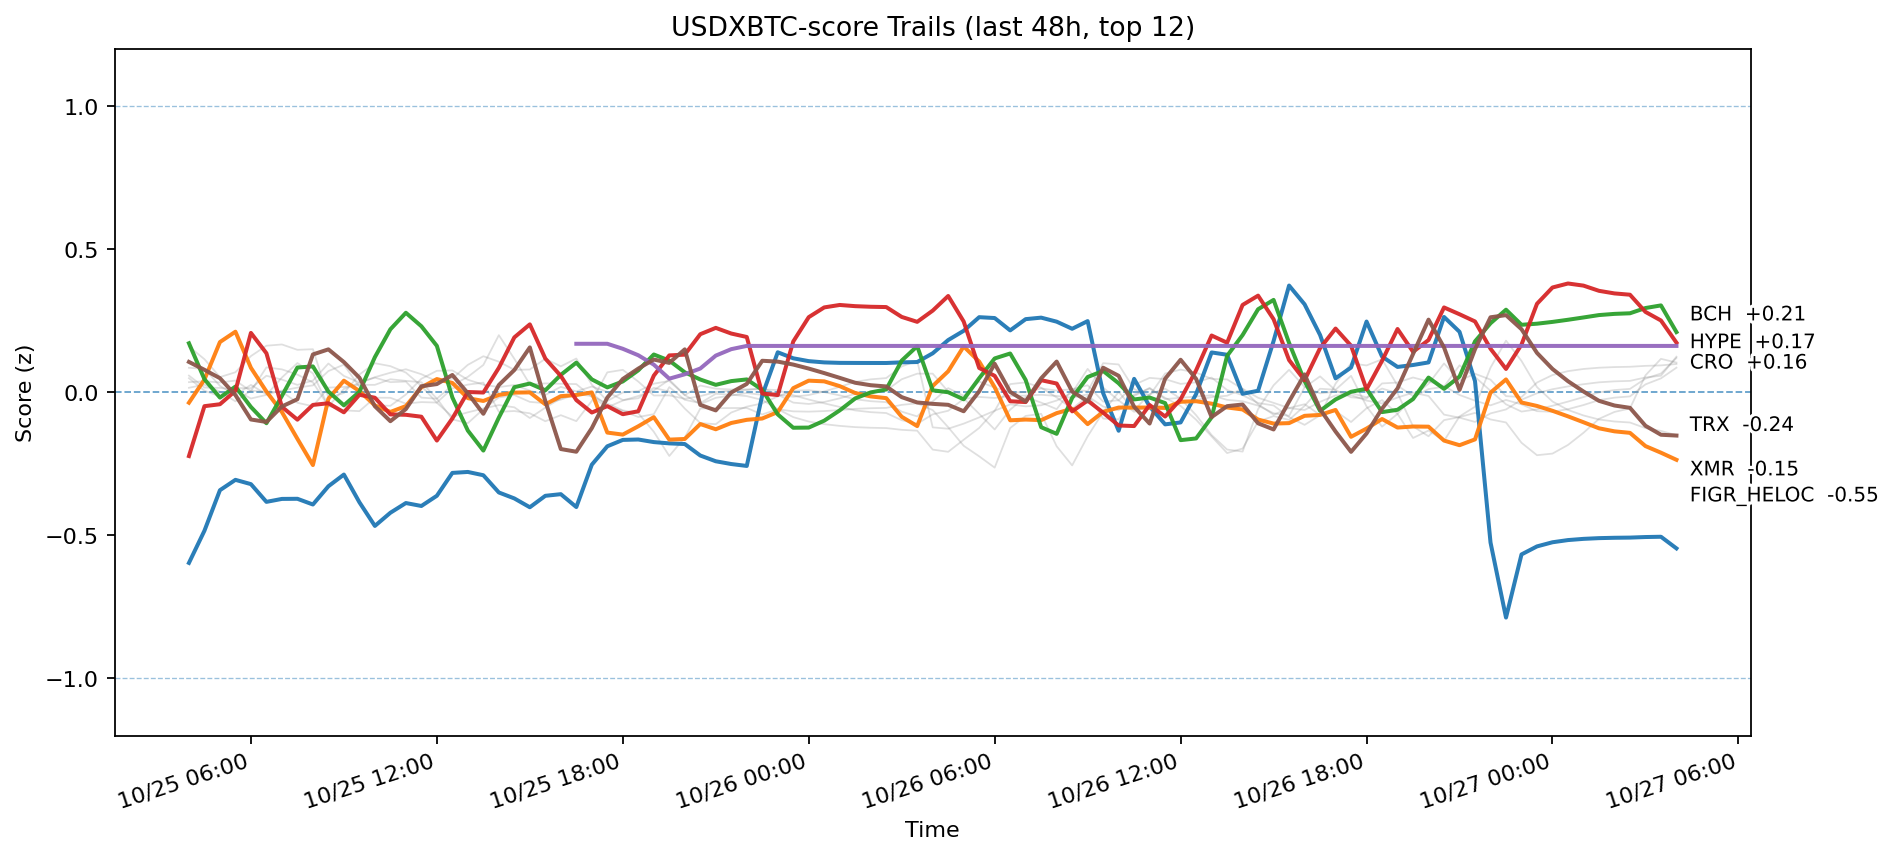 USDXBTC-score Trails (last 48h, top 12)
Score (z)
1.0
0.5
0.0
−0.5
−1.0
BCH +0.21
HYPE +0.17
CRO +0.16
TRX -0.24
XMR -0.15
FIGR_HELOC -0.55
10/25 06:00
10/25 12:00
10/25 18:00
10/26 00:00
10/26 06:00
10/26 12:00
10/26 18:00
10/27 00:00
10/27 06:00
Time